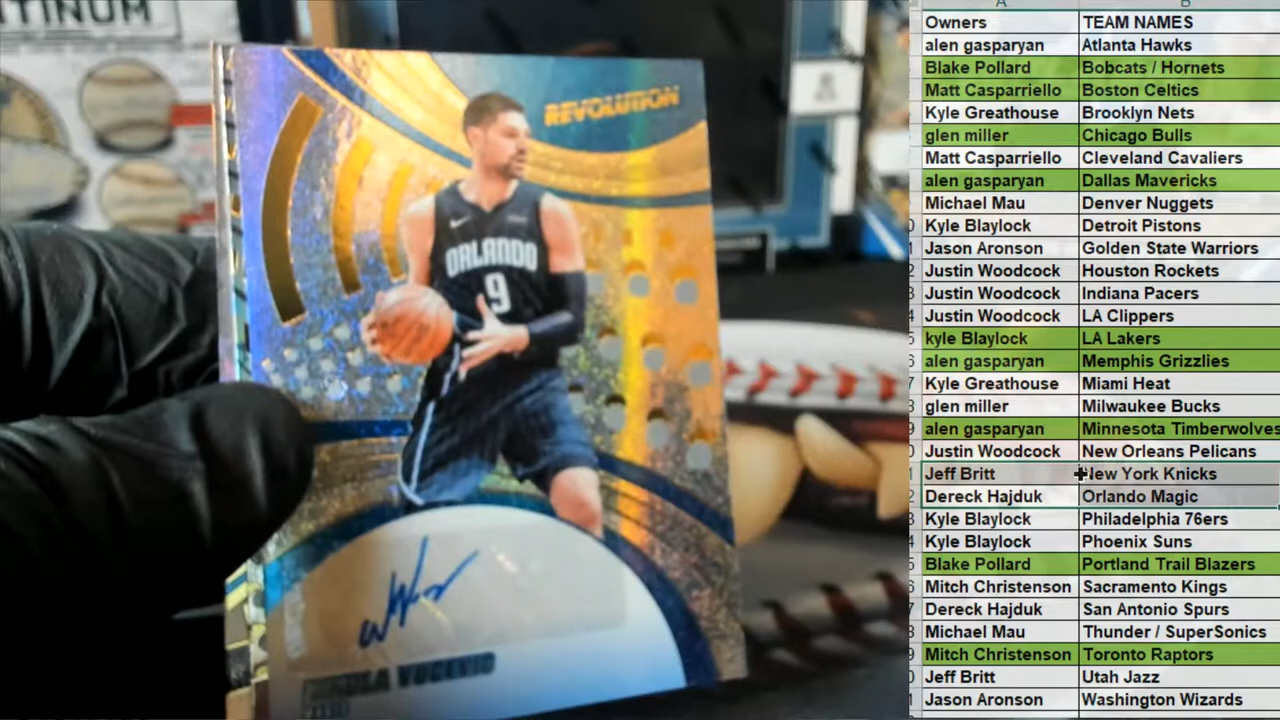 TINUM
REVOLUTION
ORLANDO
9
NIKOLA VUCEVIC
A B
Owners TEAM NAMES
alen gasparyan Atlanta Hawks
Blake Pollard Bobcats / Hornets
Matt Casparriello Boston Celtics
Kyle Greathouse Brooklyn Nets
glen miller Chicago Bulls
Matt Casparriello Cleveland Cavaliers
alen gasparyan Dallas Mavericks
Michael Mau Denver Nuggets
Kyle Blaylock Detroit Pistons
Jason Aronson Golden State Warriors
Justin Woodcock Houston Rockets
Justin Woodcock Indiana Pacers
Justin Woodcock LA Clippers
kyle Blaylock LA Lakers
alen gasparyan Memphis Grizzlies
Kyle Greathouse Miami Heat
glen miller Milwaukee Bucks
alen gasparyan Minnesota Timberwolves
Justin Woodcock New Orleans Pelicans
Jeff Britt New York Knicks
Dereck Hajduk Orlando Magic
Kyle Blaylock Philadelphia 76ers
Kyle Blaylock Phoenix Suns
Blake Pollard Portland Trail Blazers
Mitch Christenson Sacramento Kings
Dereck Hajduk San Antonio Spurs
Michael Mau Thunder / SuperSonics
Mitch Christenson Toronto Raptors
Jeff Britt Utah Jazz
Jason Aronson Washington Wizards